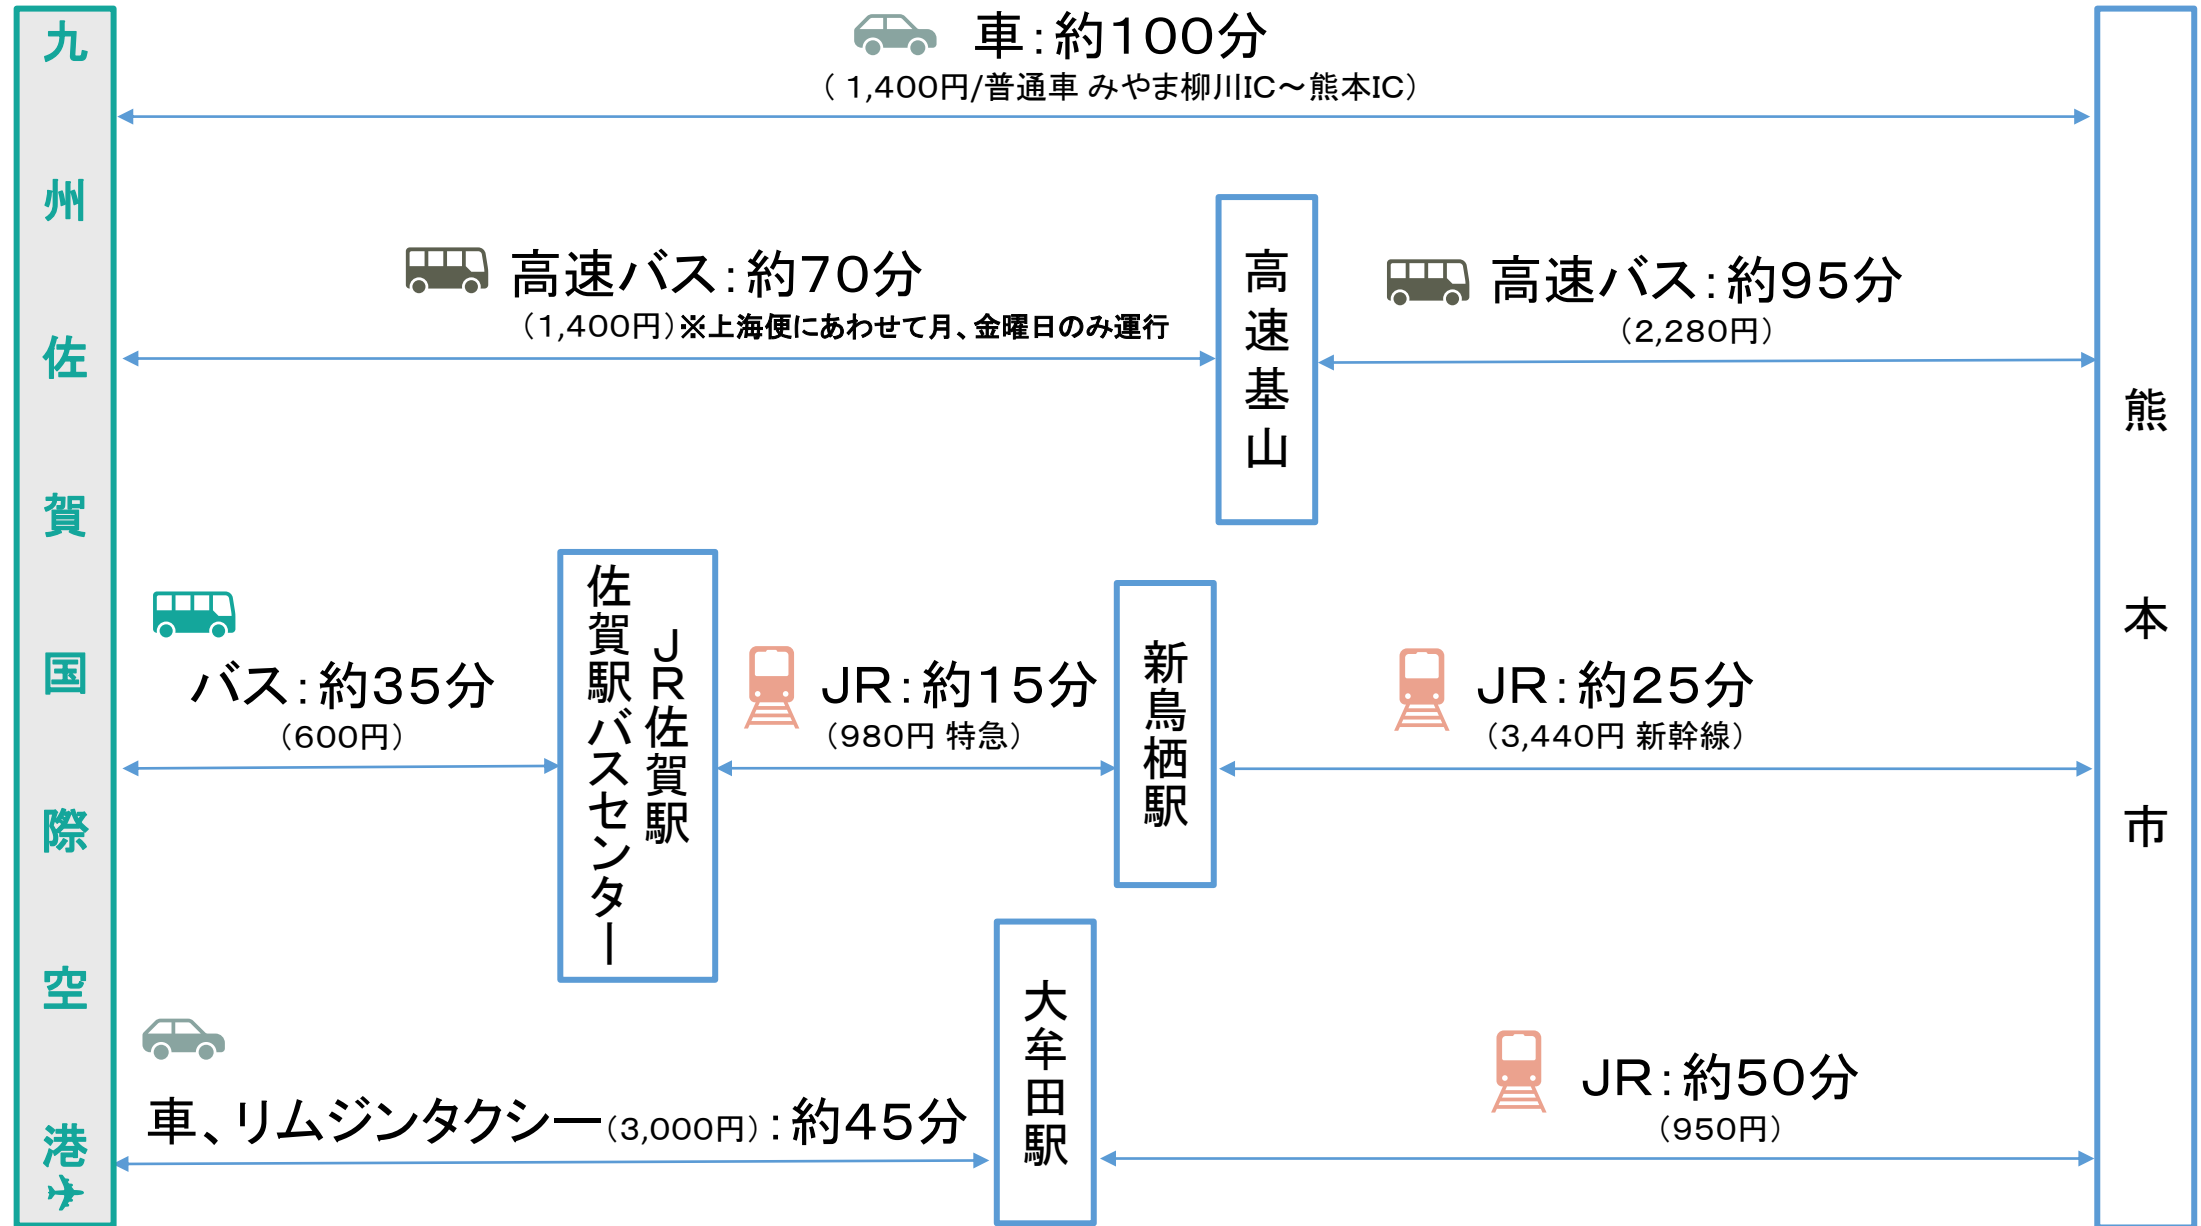 九州佐賀国際空港
車：約100分
（ 1,400円/普通車 みやま柳川IC～熊本IC）
高速バス：約70分
（1,400円）※上海便にあわせて月、金曜日のみ運行
高速基山
高速バス：約95分
（2,280円）
熊本市
バス：約35分
（600円）
JR佐賀駅
佐賀駅バスセンター
JR：約15分
（980円 特急）
新鳥栖駅
JR：約25分
（3,440円 新幹線）
車、リムジンタクシー（3,000円）：約45分
大牟田駅
JR：約50分
（950円）